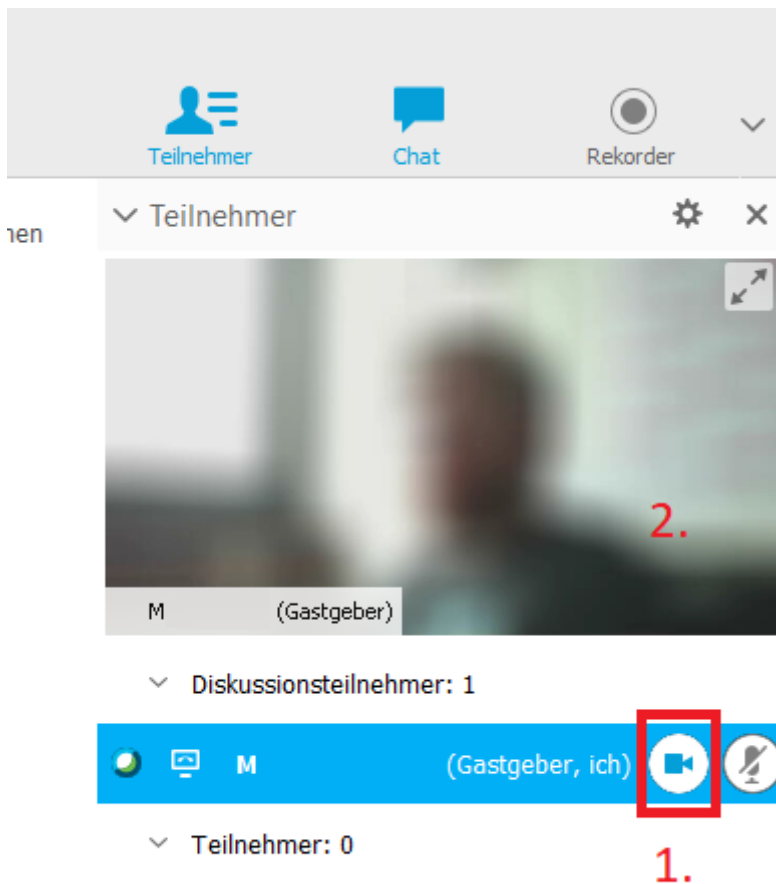 Teilnehmer Chat Rekorder
nen
Teilnehmer
2.
M (Gastgeber)
Diskussionsteilnehmer: 1
M (Gastgeber, ich)
Teilnehmer: 0
1.